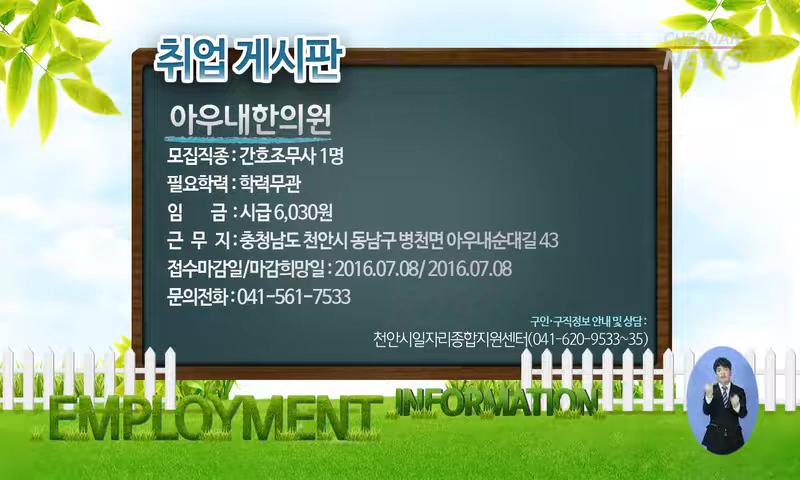 CHEONAN
NEWS
취업 게시판
아우내한의원
모집직종 : 간호조무사 1명
필요학력 : 학력무관
임 금 : 시급 6,030원
근 무 지 : 충청남도 천안시 동남구 병천면 아우내순대길 43
접수마감일/마감희망일 : 2016.07.08/ 2016.07.08
문의전화 : 041-561-7533
구인·구직정보 안내 및 상담 :
천안시일자리종합지원센터(041-620-9533~35)
EMPLOYMENT INFORMATION